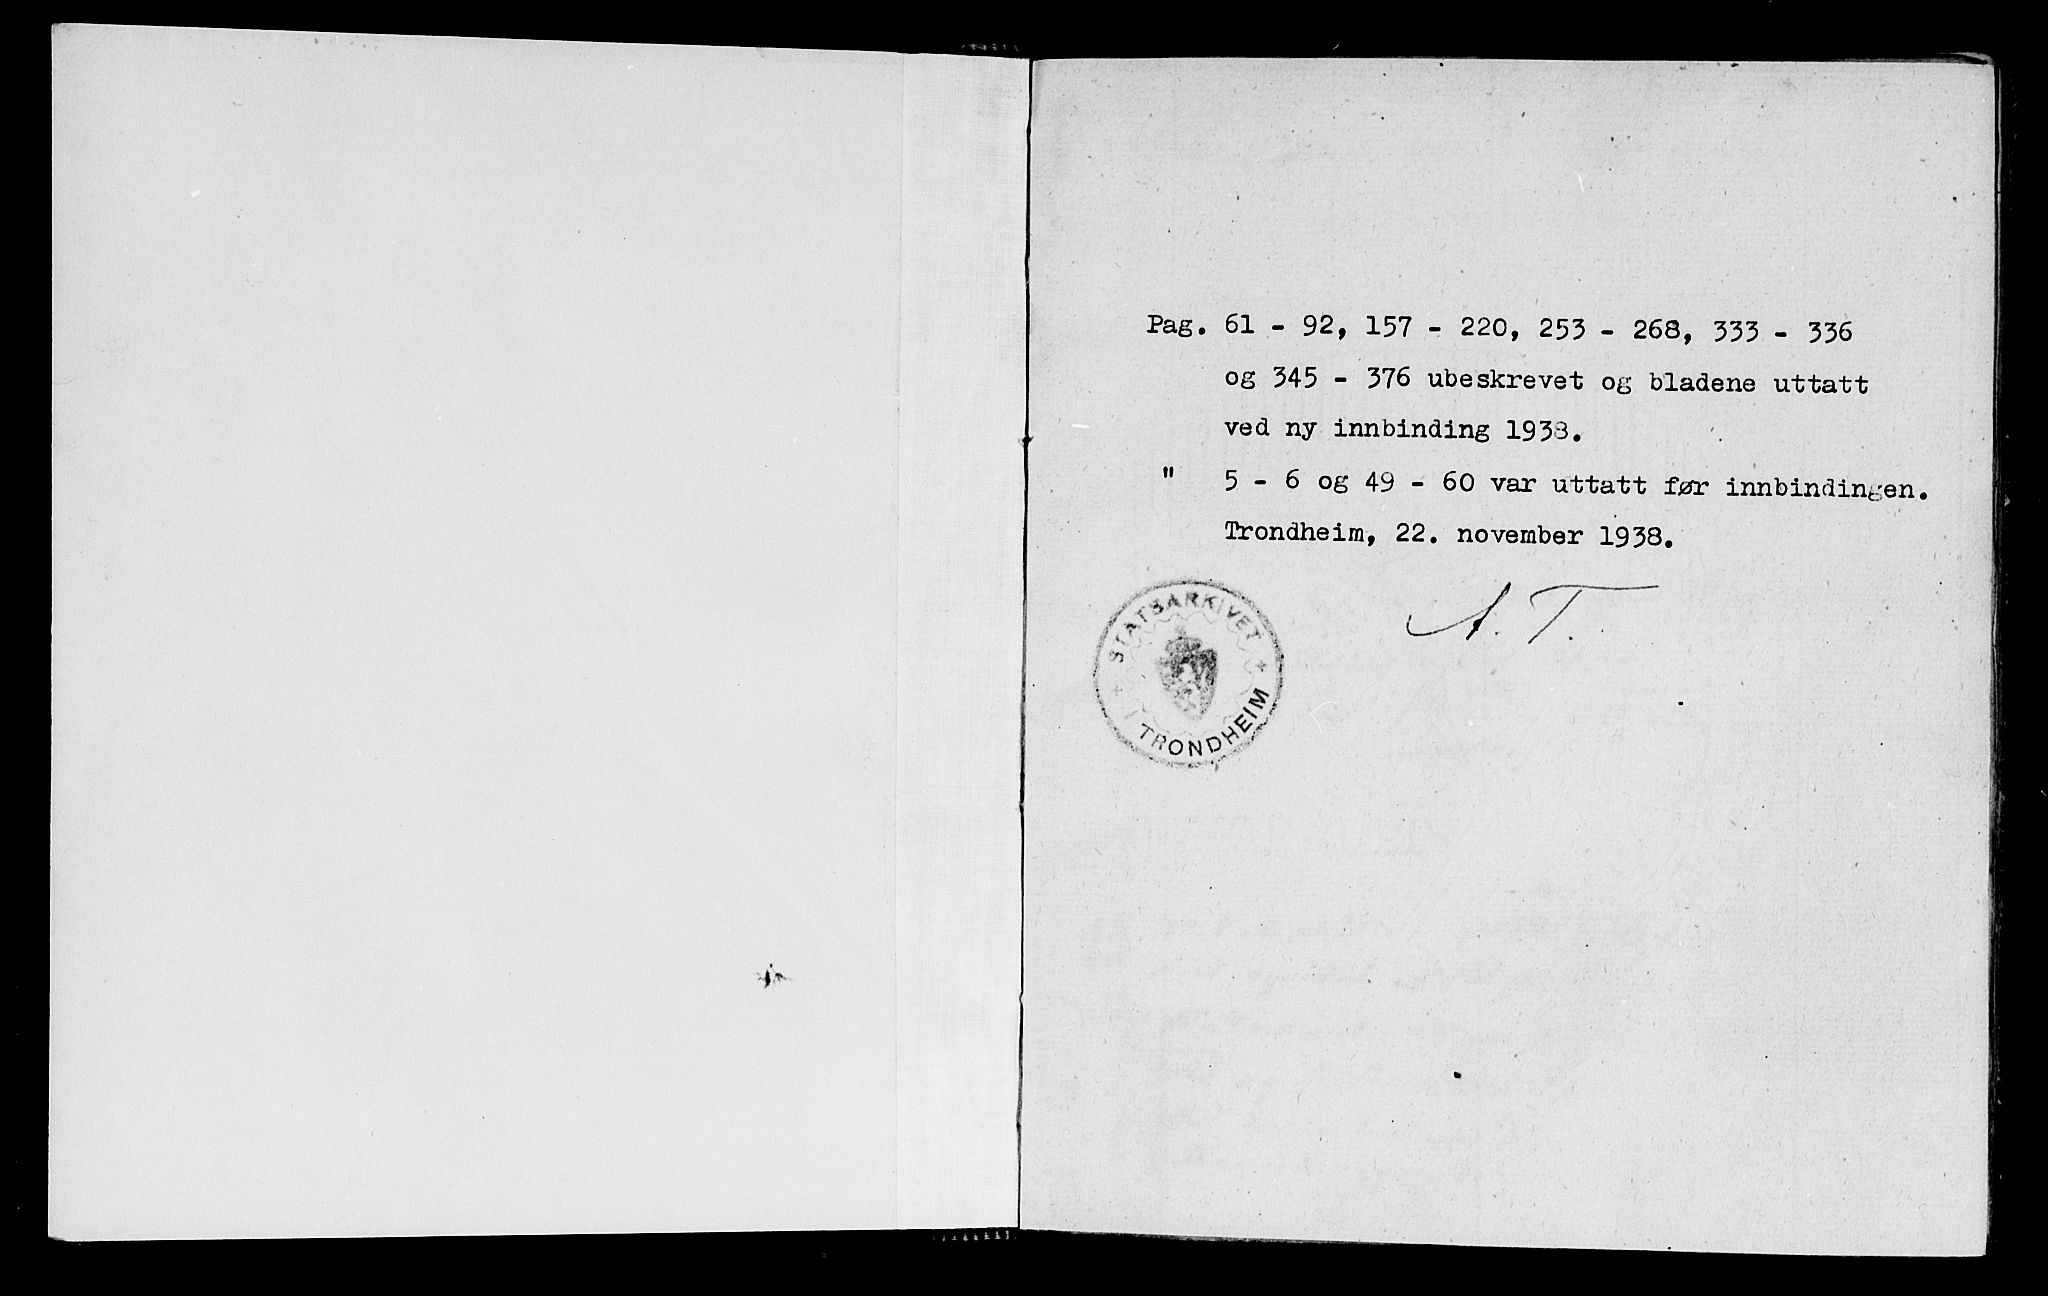 Pag. 61 - 92, 157 - 220, 253 - 268, 333 - 336
og 345 - 376 ubeskrevet og bladene uttatt
ved ny innbinding 1938.
" 5 - 6 og 49 - 60 var uttatt før innbindingen.
Trondheim, 22. november 1938.
A. T.
STATSARKIVET
I
TRONDHEIM